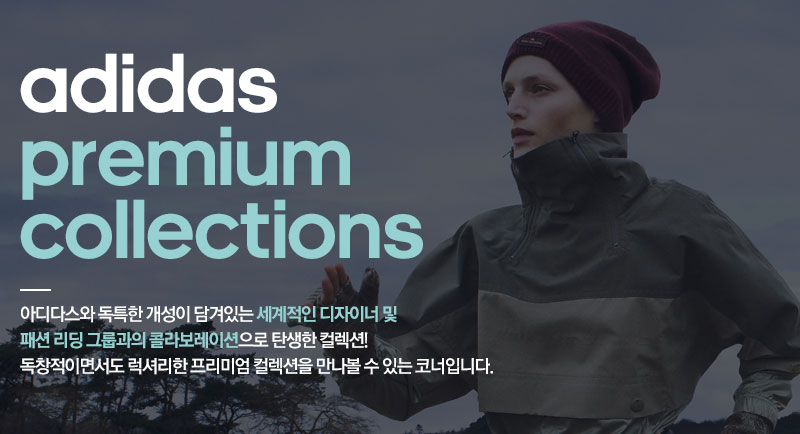 adidas
premium
collections
아디다스와 독특한 개성이 담겨있는 세계적인 디자이너 및
패션 리딩 그룹과의 콜라보레이션으로 탄생한 컬렉션!
독창적이면서도 럭셔리한 프리미엄 컬렉션을 만나볼 수 있는 코너입니다.